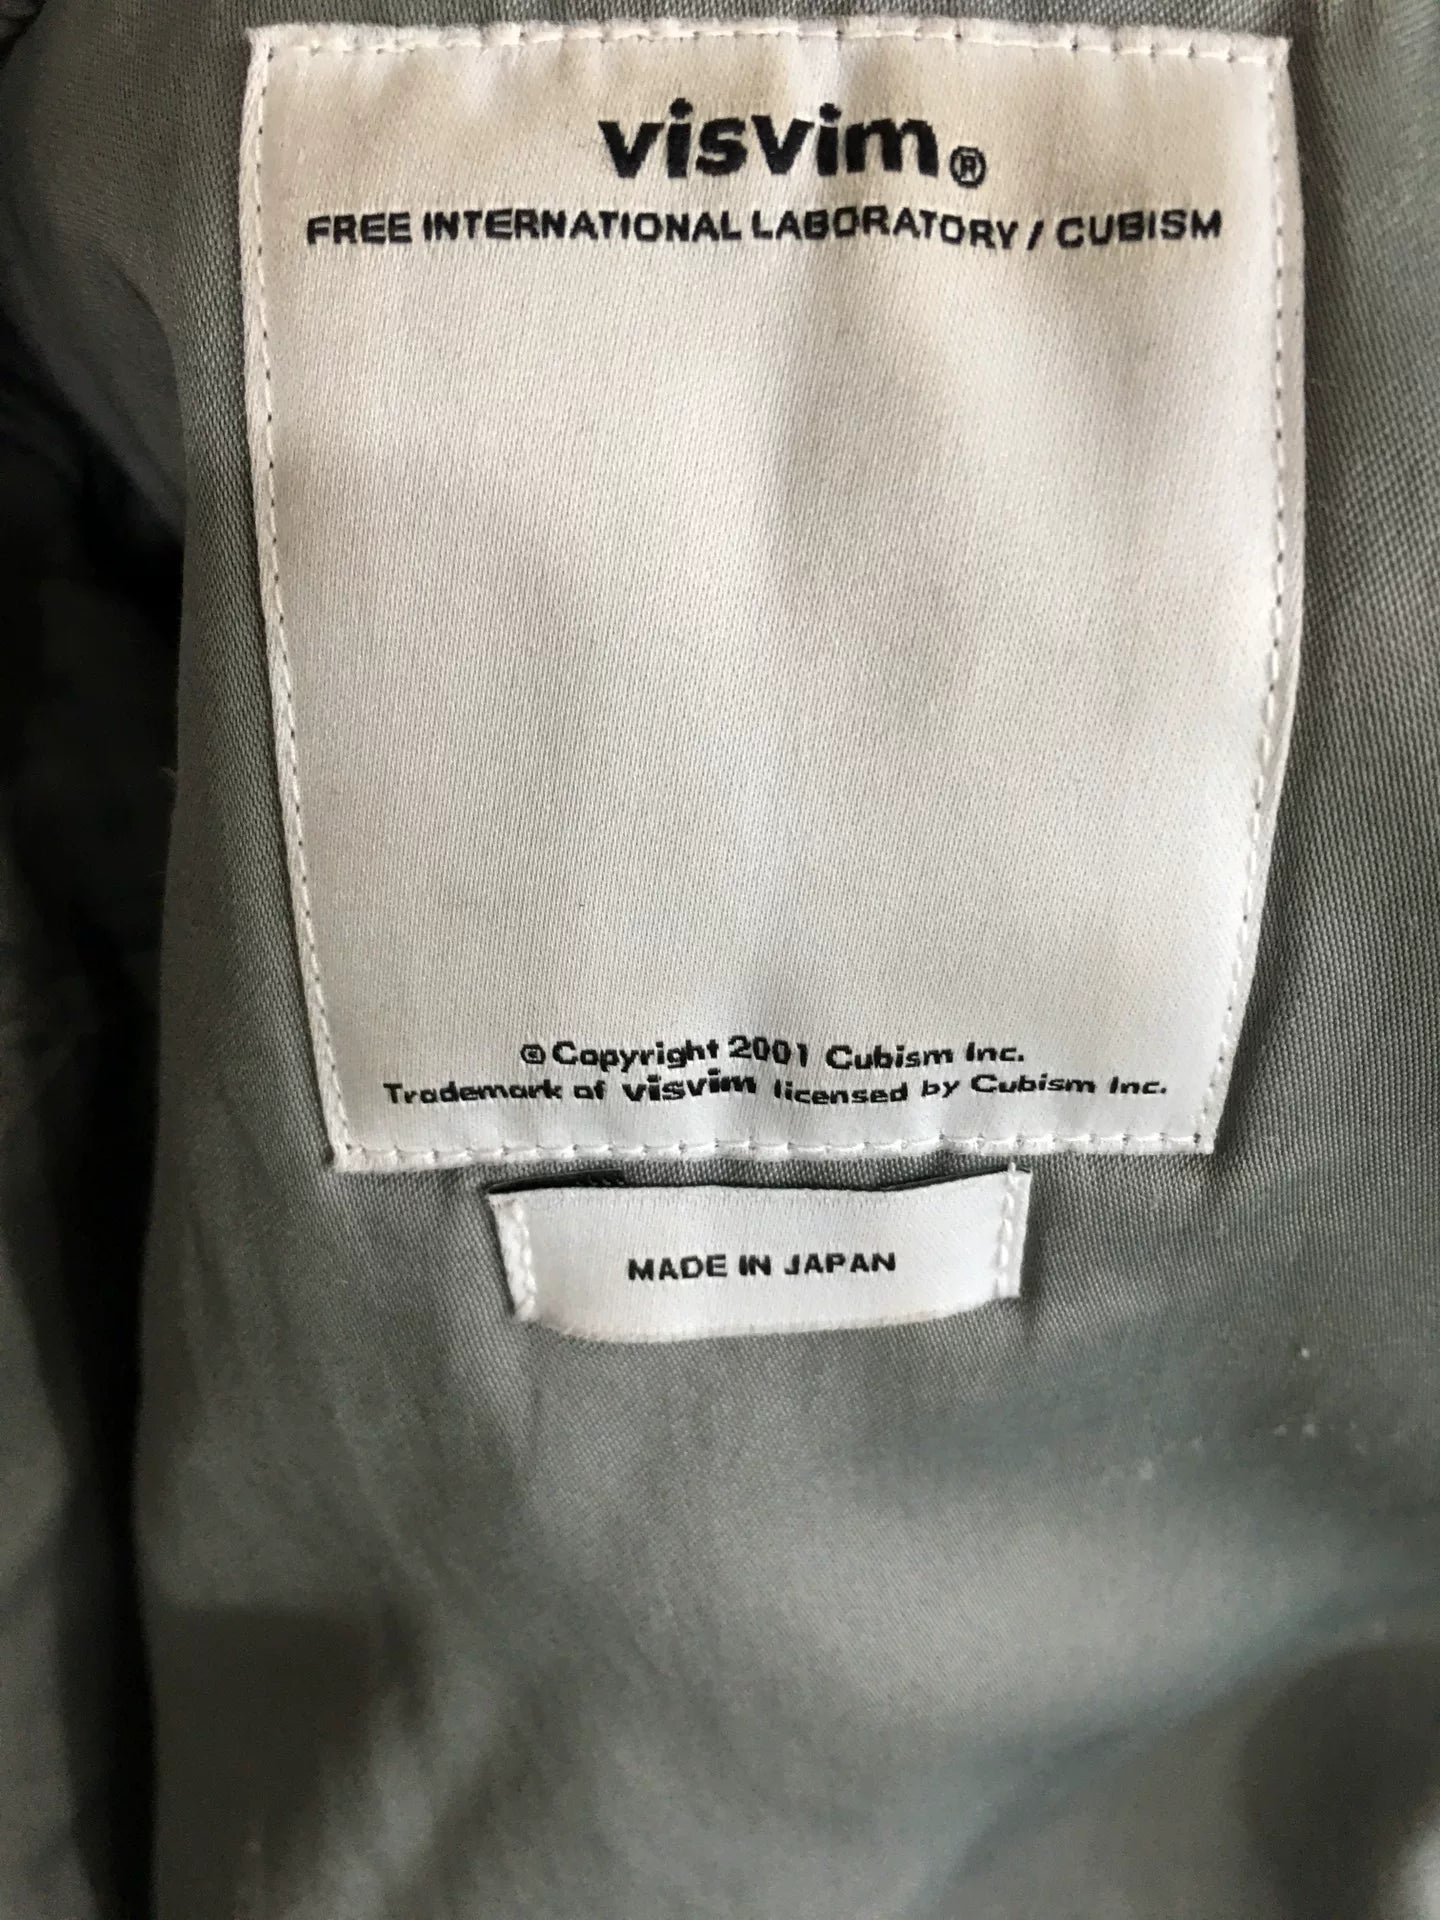 visvim®
FREE INTERNATIONAL LABORATORY / CUBISM
© Copyright 2001 Cubism Inc.
Trademark of visvim licensed by Cubism Inc.
MADE IN JAPAN